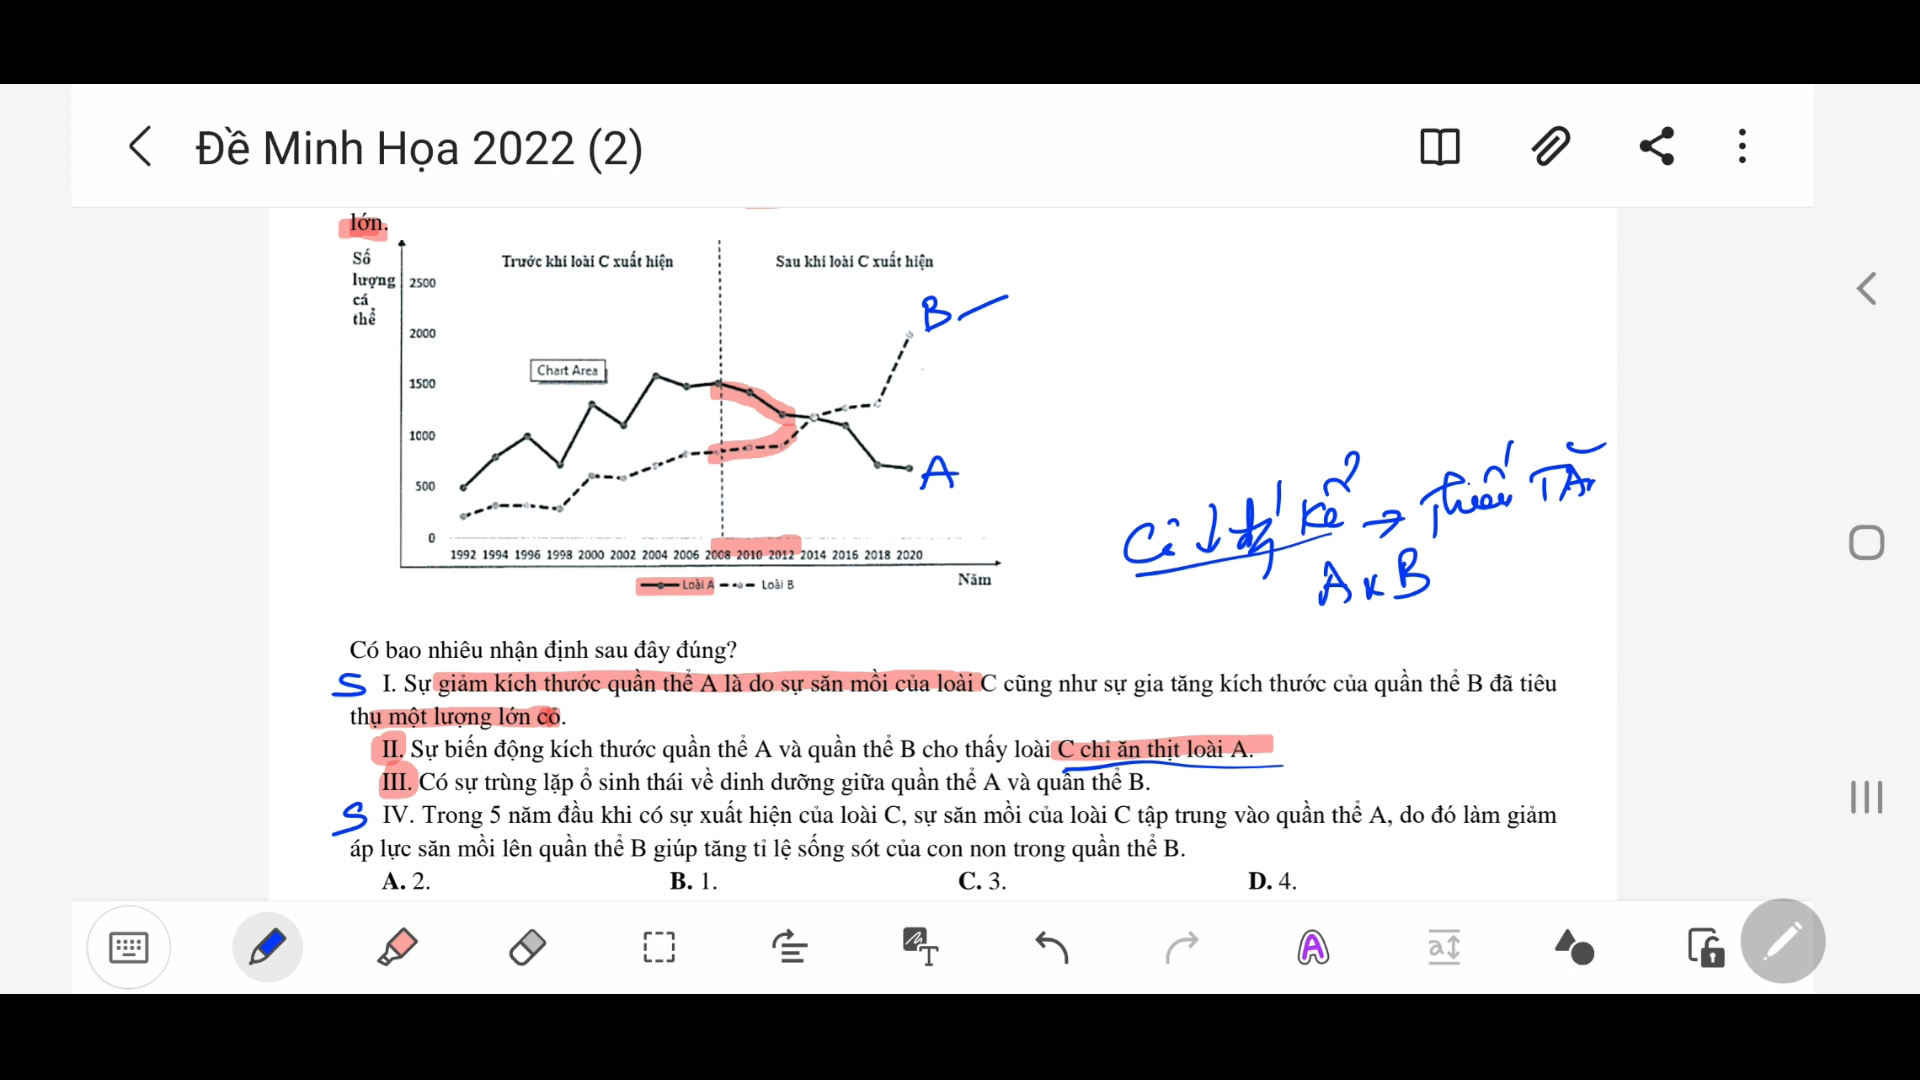 Đề Minh Họa 2022 (2)
lớn.
Số
lượng
cá
thể
Trước khi loài C xuất hiện
Sau khi loài C xuất hiện
2500
2000
1500
1000
500
0
Chart Area
B
A
1992 1994 1996 1998 2000 2002 2004 2006 2008 2010 2012 2014 2016 2018 2020
Năm
Loài A Loài B
A B
Có bao nhiêu nhận định sau đây đúng?
S I. Sự giảm kích thước quần thể A là do sự săn mồi của loài C cũng như sự gia tăng kích thước của quần thể B đã tiêu
thụ một lượng lớn cỏ.
II. Sự biến động kích thước quần thể A và quần thể B cho thấy loài C chỉ ăn thịt loài A.
III. Có sự trùng lặp ổ sinh thái về dinh dưỡng giữa quần thể A và quần thể B.
S IV. Trong 5 năm đầu khi có sự xuất hiện của loài C, sự săn mồi của loài C tập trung vào quần thể A, do đó làm giảm
áp lực săn mồi lên quần thể B giúp tăng tỉ lệ sống sót của con non trong quần thể B.
A. 2. B. 1. C. 3. D. 4.